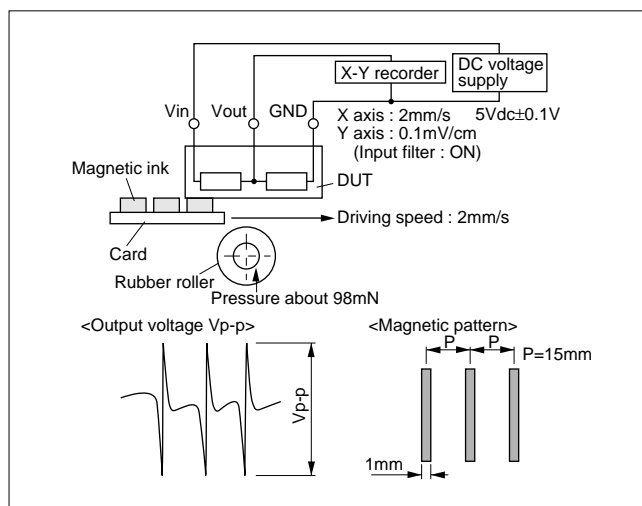 X-Y recorder
DC voltage
supply
Vin
Vout
GND
X axis : 2mm/s
5Vdc±0.1V
Y axis : 0.1mV/cm
(Input filter : ON)
Magnetic ink
DUT
Driving speed : 2mm/s
Card
Rubber roller
Pressure about 98mN
<Output voltage Vp-p>
<Magnetic pattern>
P
P
P=15mm
Vp-p
1mm